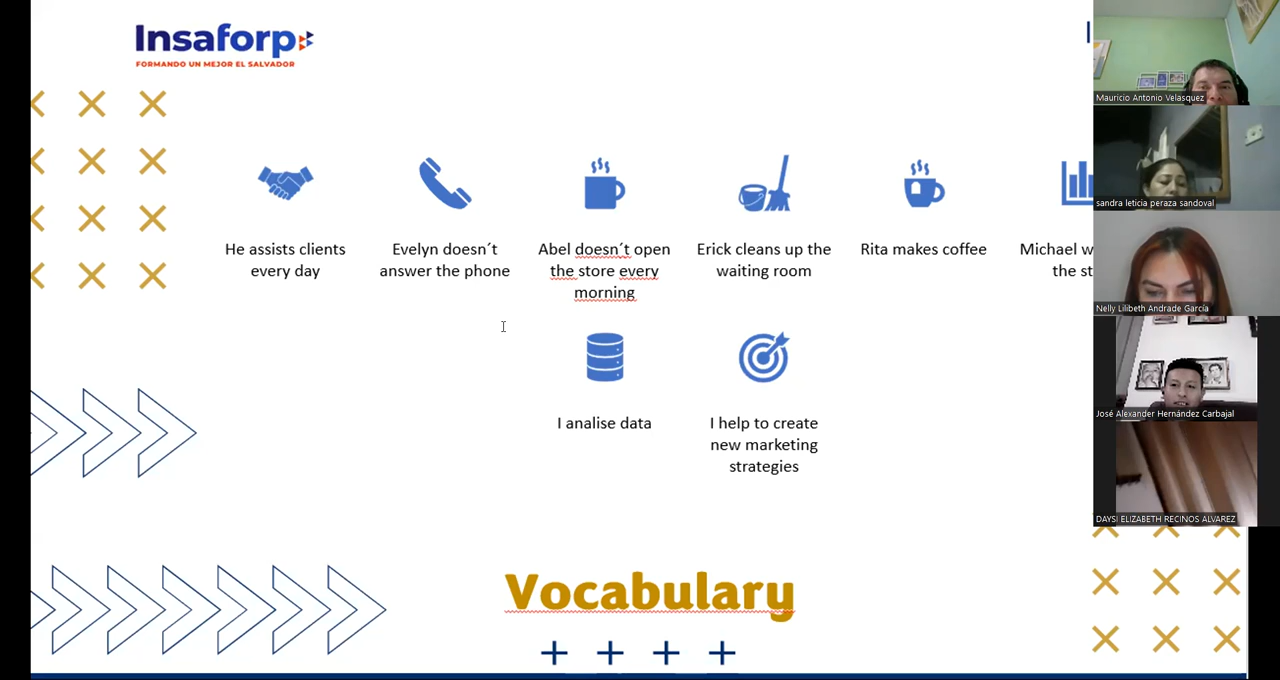 Insaforp
FORMANDO UN MEJOR EL SALVADOR
He assists clients
every day
Evelyn doesn´t
answer the phone
Abel doesn´t open
the store every
morning
Erick cleans up the
waiting room
Rita makes coffee
Michael
the
I analise data
I help to create
new marketing
strategies
Vocabulary
Mauricio Antonio Velasquez
sandra leticia peraza sandoval
Nelly Lilibeth Andrade García
José Alexander Hernández Carbajal
DAYSI ELIZABETH RECINOS ALVAREZ